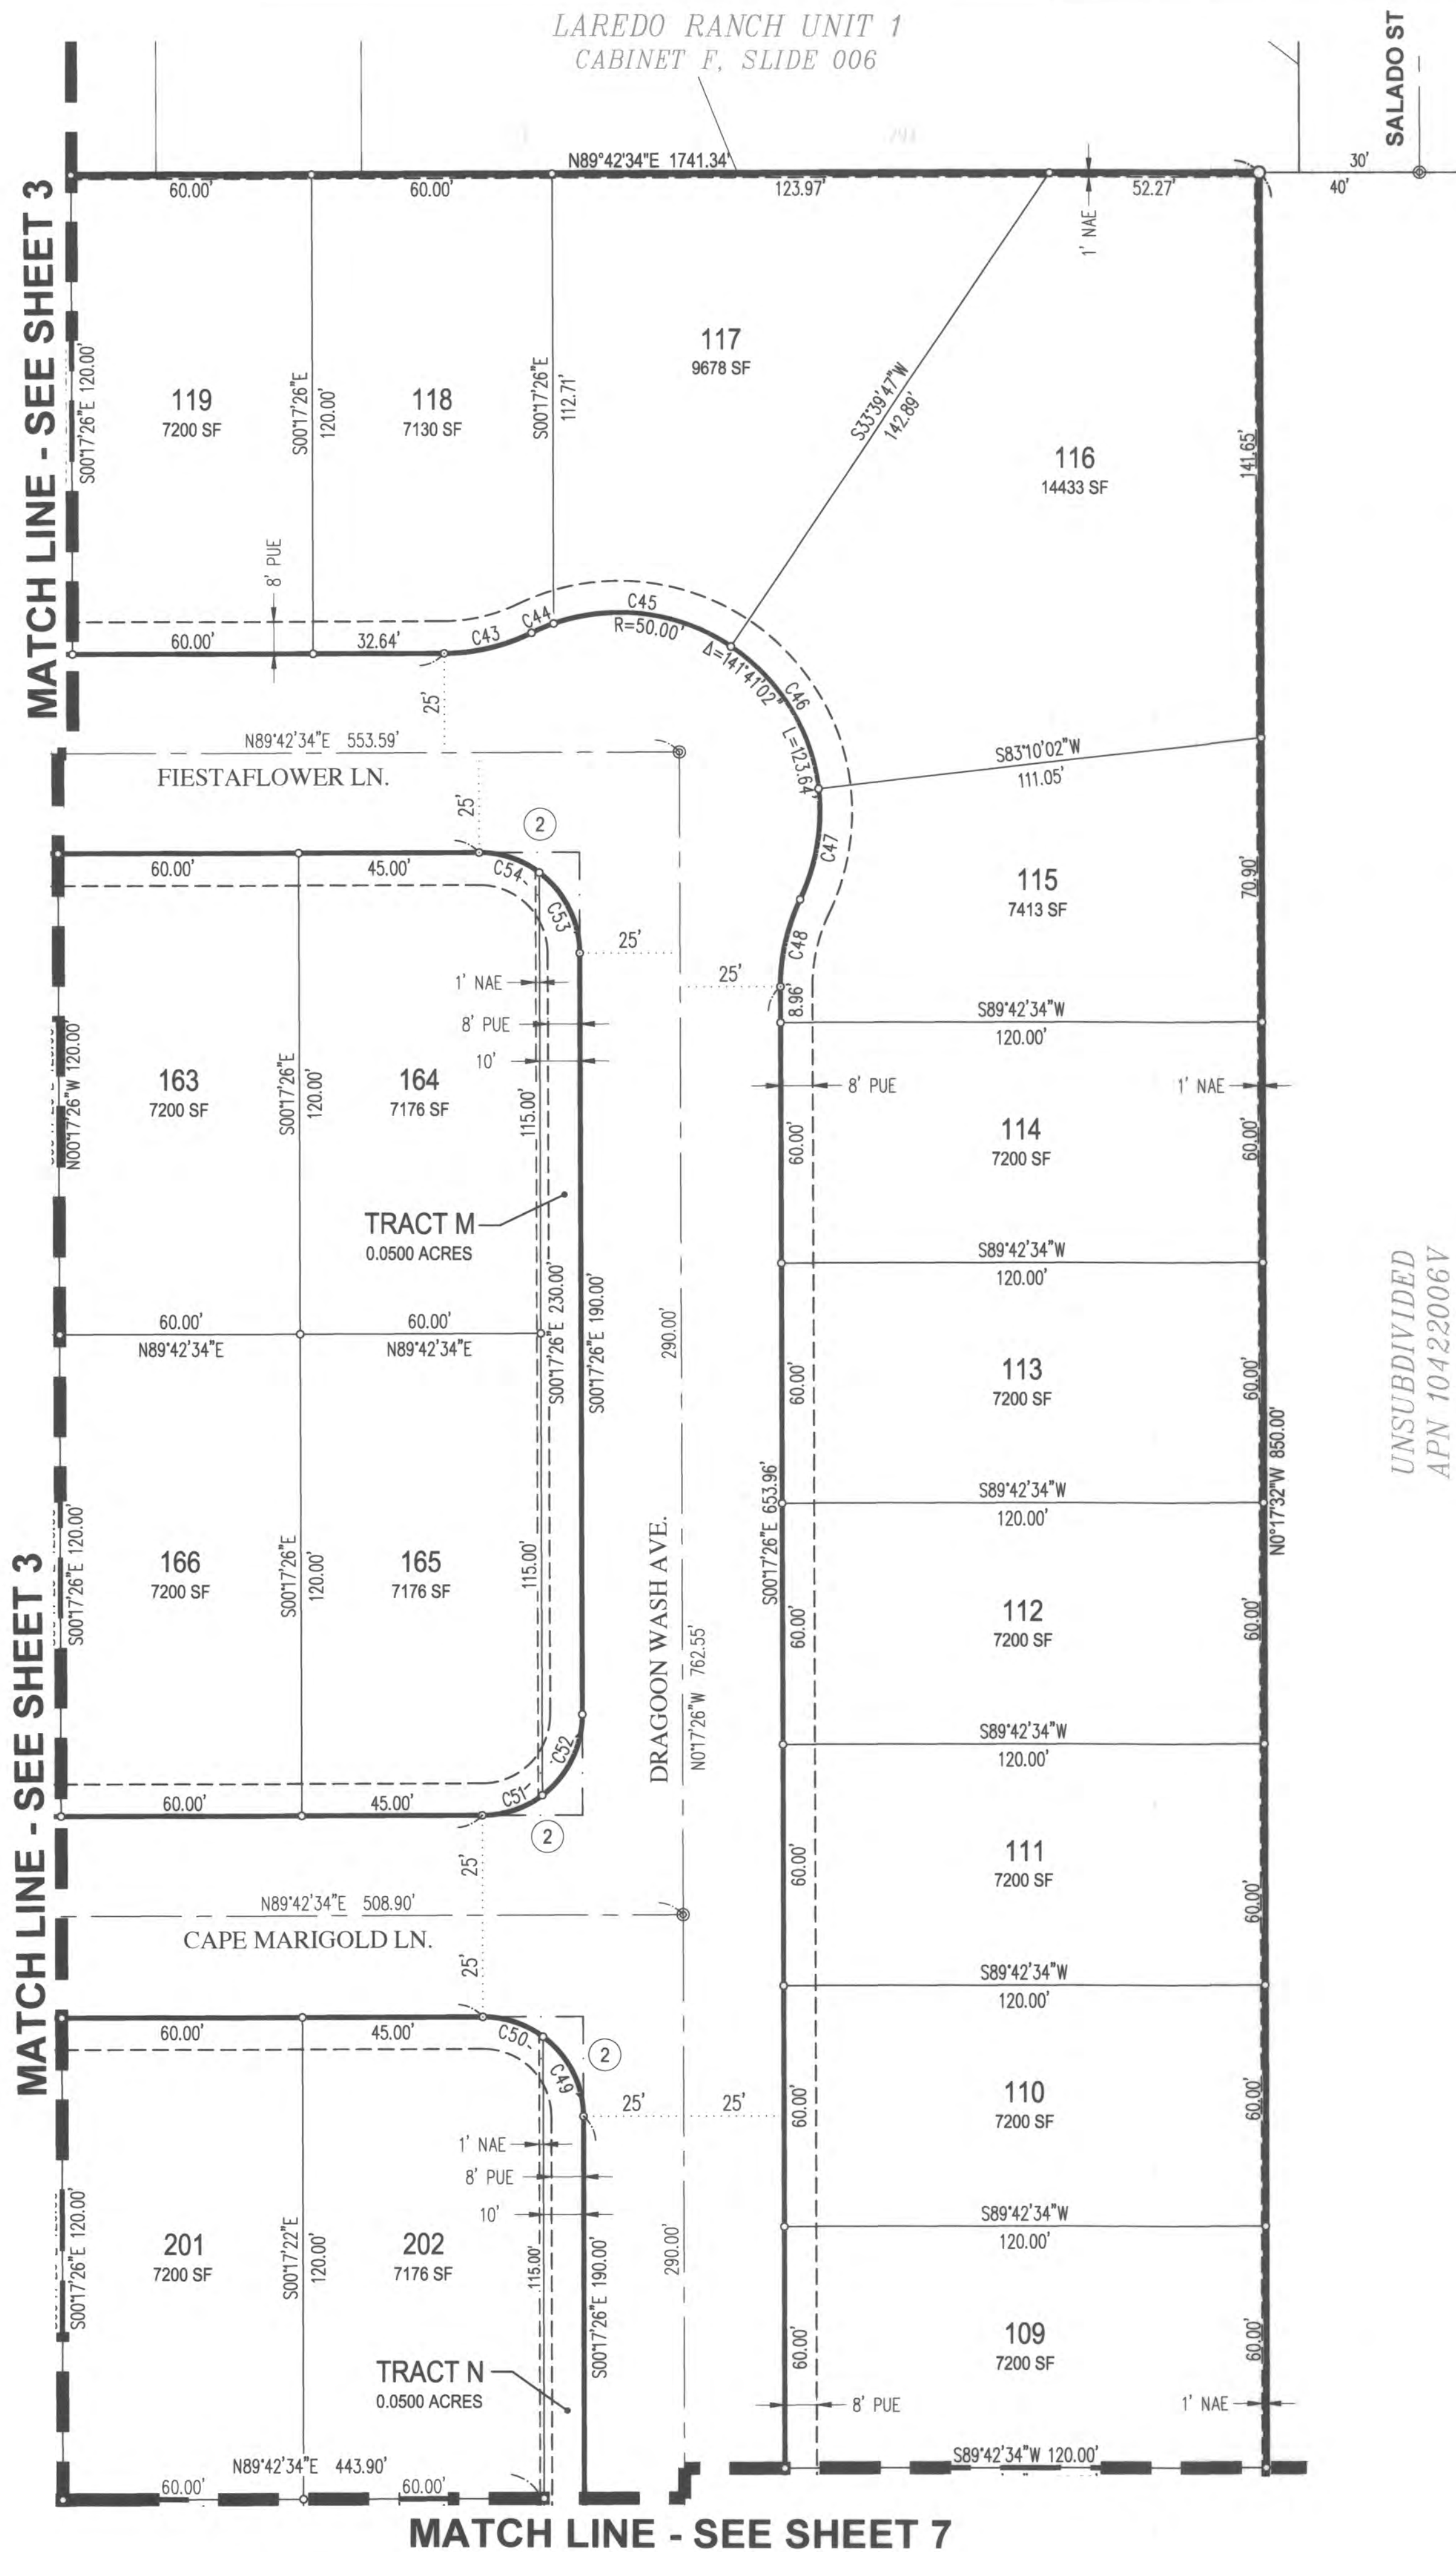 LAREDO RANCH UNIT 1
CABINET F, SLIDE 006
SALADO ST
N89°42'34"E 1741.34'
30'
60.00'
60.00'
123.97'
52.27'
40'
1' NAE
MATCH LINE - SEE SHEET 3
S00°17'26"E 120.00'
119
7200 SF
S00°17'26"E
120.00'
118
7130 SF
S00°17'26"E
112.71'
117
9678 SF
S33°39'47"W
142.89'
116
14433 SF
141.65'
8' PUE
60.00'
32.64'
C43
C44
C45
R=50.00'
Δ=141°41'02"
L=123.64'
C46
25'
N89°42'34"E 553.59'
FIESTAFLOWER LN.
S83°10'02"W
111.05'
25'
2
60.00'
45.00'
C54
C53
C47
C48
115
7413 SF
70.90'
25'
25'
8.96'
1' NAE
8' PUE
10'
S89°42'34"W
120.00'
N00°17'26"W 120.00'
163
7200 SF
S00°17'26"E
120.00'
164
7176 SF
115.00'
8' PUE
1' NAE
60.00'
114
7200 SF
60.00'
TRACT M
0.0500 ACRES
S89°42'34"W
120.00'
S00°17'26"E 230.00'
S00°17'26"E 190.00'
290.00'
60.00'
N89°42'34"E
60.00'
N89°42'34"E
60.00'
113
7200 SF
60.00'
UNSUBDIVIDED
APN 10422006V
N0°17'32"W 850.00'
S00°17'26"E 653.96'
S89°42'34"W
120.00'
MATCH LINE - SEE SHEET 3
S00°17'26"E 120.00'
166
7200 SF
S00°17'26"E
120.00'
165
7176 SF
115.00'
DRAGOON WASH AVE.
N0°17'26"W 762.55'
60.00'
112
7200 SF
60.00'
S89°42'34"W
120.00'
C52
C51
60.00'
45.00'
2
25'
60.00'
111
7200 SF
60.00'
N89°42'34"E 508.90'
CAPE MARIGOLD LN.
25'
S89°42'34"W
120.00'
60.00'
45.00'
C50
C49
2
25'
25'
60.00'
110
7200 SF
60.00'
1' NAE
8' PUE
10'
S89°42'34"W
120.00'
S00°17'26"E 120.00'
201
7200 SF
S00°17'22"E
120.00'
202
7176 SF
115.00'
S00°17'26"E 190.00'
290.00'
60.00'
109
7200 SF
60.00'
TRACT N
0.0500 ACRES
8' PUE
1' NAE
N89°42'34"E 443.90'
60.00'
60.00'
S89°42'34"W 120.00'
MATCH LINE - SEE SHEET 7